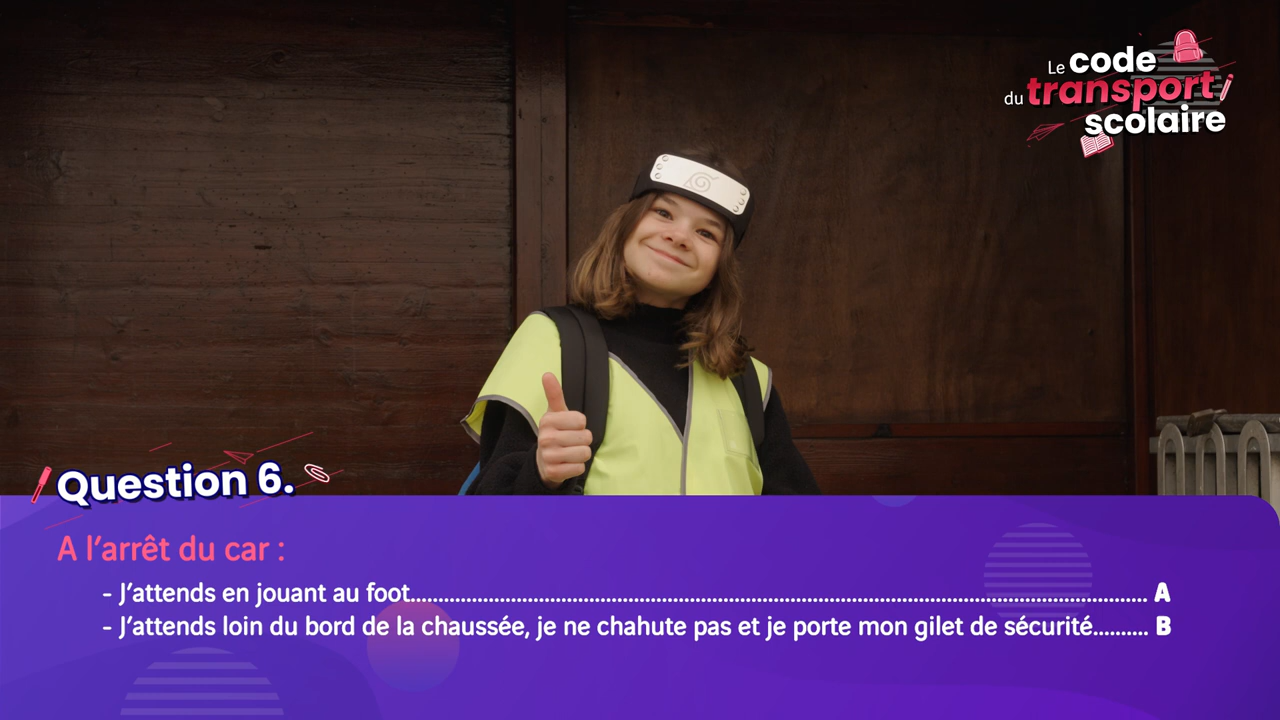 Le code
du transport
scolaire
Question 6.
A l’arrêt du car :
- J’attends en jouant au foot.......................................................................................................................... A
- J’attends loin du bord de la chaussée, je ne chahute pas et je porte mon gilet de sécurité.......... B